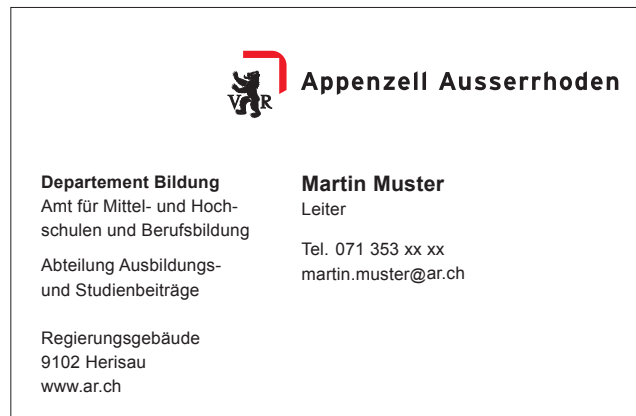 VR
Appenzell Ausserrhoden
Departement Bildung
Amt für Mittel- und Hoch-
schulen und Berufsbildung
Abteilung Ausbildungs-
und Studienbeiträge
Regierungsgebäude
9102 Herisau
www.ar.ch
Martin Muster
Leiter
Tel. 071 353 xx xx
martin.muster@ar.ch